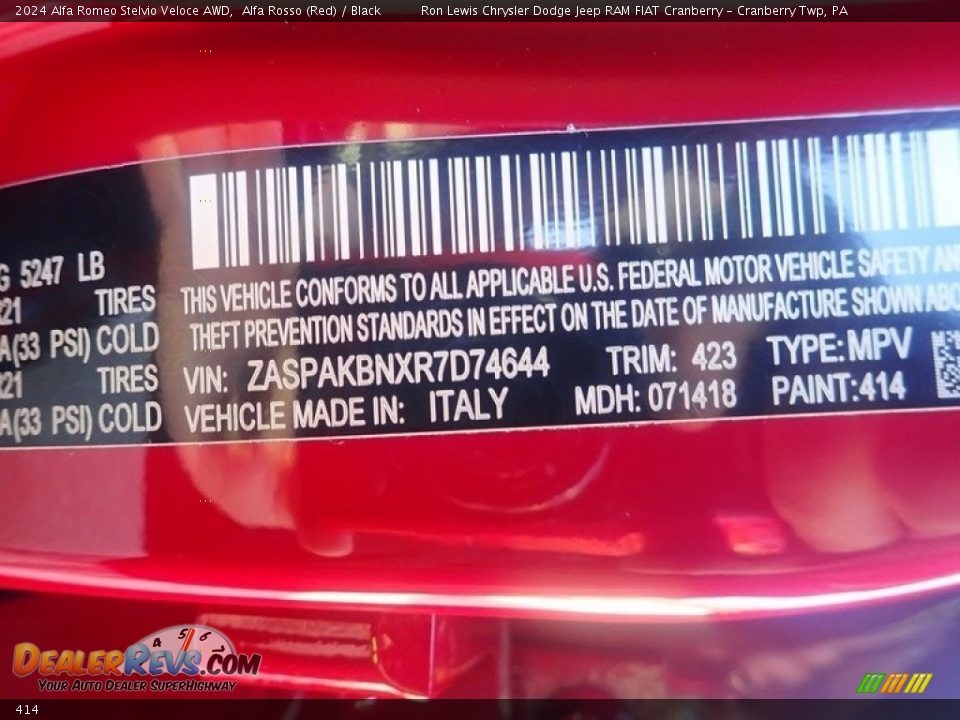 2024 Alfa Romeo Stelvio Veloce AWD, Alfa Rosso (Red) / Black Ron Lewis Chrysler Dodge Jeep RAM FIAT Cranberry - Cranberry Twp, PA
G 5247 LB
THIS VEHICLE CONFORMS TO ALL APPLICABLE U.S. FEDERAL MOTOR VEHICLE SAFETY AN
21 TIRES
THEFT PREVENTION STANDARDS IN EFFECT ON THE DATE OF MANUFACTURE SHOWN ABO
A(33 PSI) COLD
VIN: ZASPAKBNXR7D74644 TRIM: 423 TYPE:MPV
21 TIRES
VEHICLE MADE IN: ITALY MDH: 071418 PAINT:414
A(33 PSI) COLD
4 5 6
DEALERREVS.COM
YOUR AUTO DEALER SUPERHIGHWAY
414